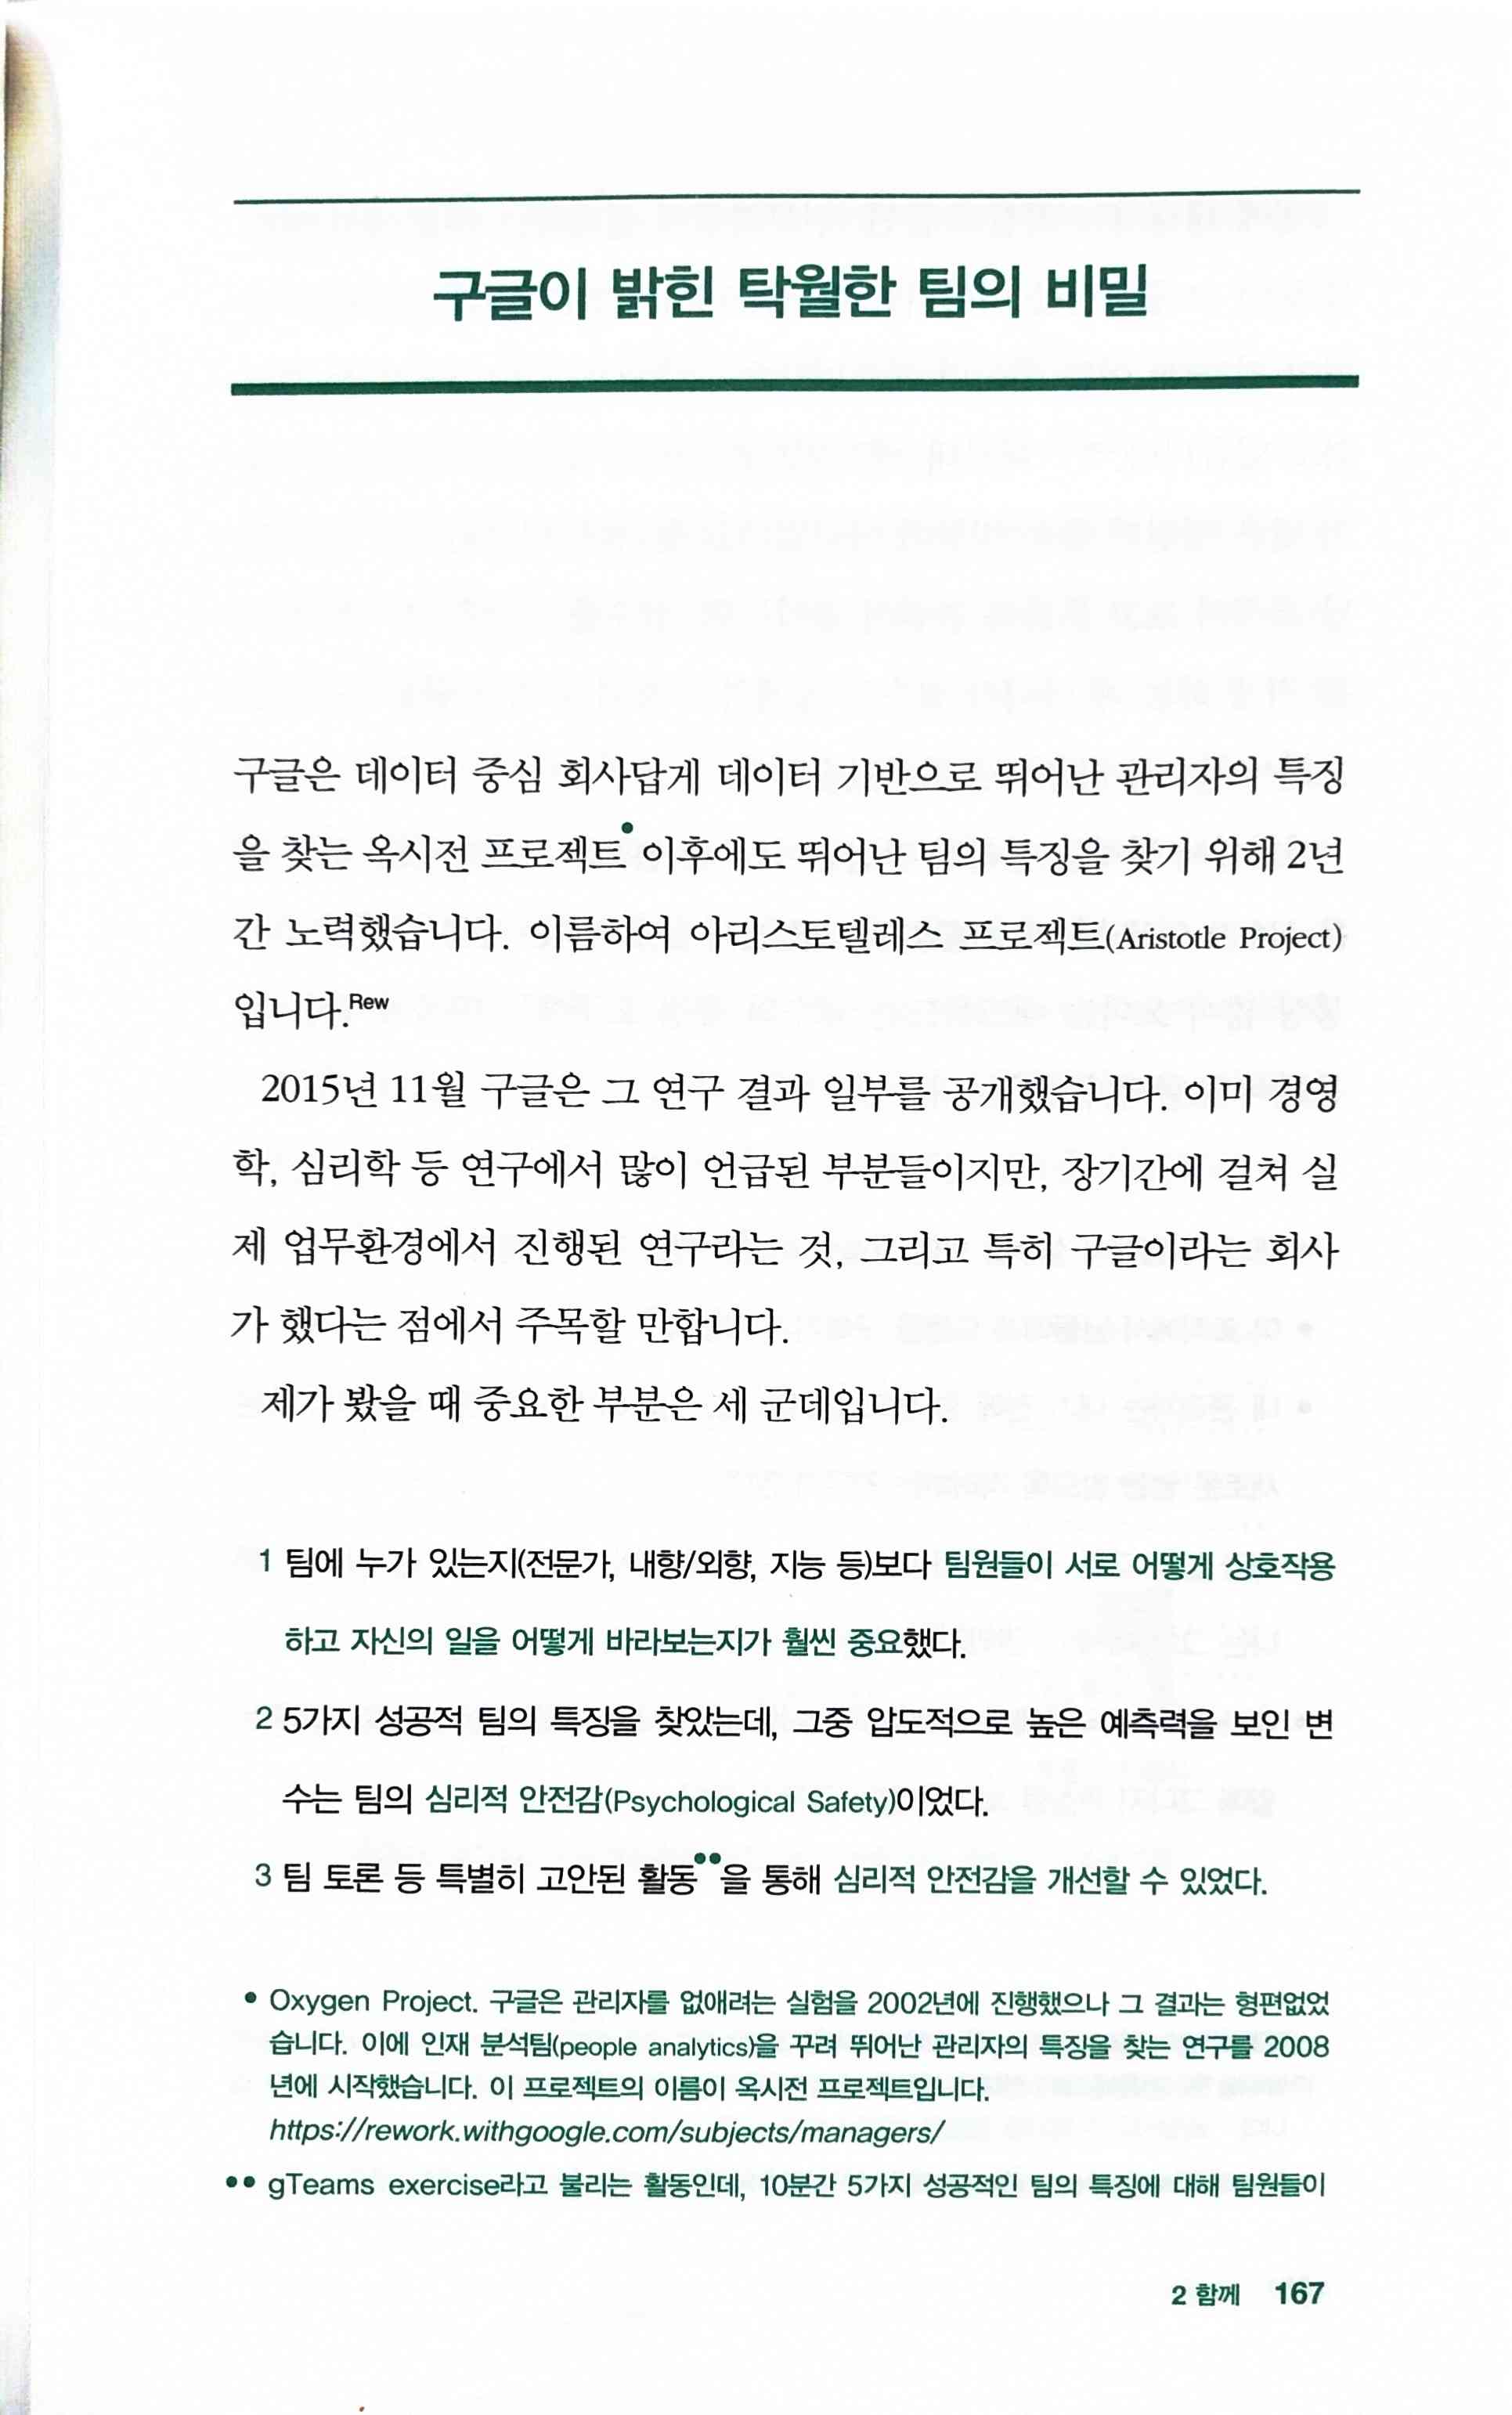 구글이 밝힌 탁월한 팀의 비밀
구글은 데이터 중심 회사답게 데이터 기반으로 뛰어난 관리자의 특징
을 찾는 옥시전 프로젝트● 이후에도 뛰어난 팀의 특징을 찾기 위해 2년
간 노력했습니다. 이름하여 아리스토텔레스 프로젝트(Aristotle Project)
입니다.Rew
2015년 11월 구글은 그 연구 결과 일부를 공개했습니다. 이미 경영
학, 심리학 등 연구에서 많이 언급된 부분들이지만, 장기간에 걸쳐 실
제 업무환경에서 진행된 연구라는 것, 그리고 특히 구글이라는 회사
가 했다는 점에서 주목할 만합니다.
제가 봤을 때 중요한 부분은 세 군데입니다.
1 팀에 누가 있는지(전문가, 내향/외향, 지능 등)보다 팀원들이 서로 어떻게 상호작용
하고 자신의 일을 어떻게 바라보는지가 훨씬 중요했다.
2 5가지 성공적 팀의 특징을 찾았는데, 그중 압도적으로 높은 예측력을 보인 변
수는 팀의 심리적 안전감(Psychological Safety)이었다.
3 팀 토론 등 특별히 고안된 활동●●을 통해 심리적 안전감을 개선할 수 있었다.
● Oxygen Project. 구글은 관리자를 없애려는 실험을 2002년에 진행했으나 그 결과는 형편없었
습니다. 이에 인재 분석팀(people analytics)을 꾸려 뛰어난 관리자의 특징을 찾는 연구를 2008
년에 시작했습니다. 이 프로젝트의 이름이 옥시전 프로젝트입니다.
https://rework.withgoogle.com/subjects/managers/
●● gTeams exercise라고 불리는 활동인데, 10분간 5가지 성공적인 팀의 특징에 대해 팀원들이
2 함께 167